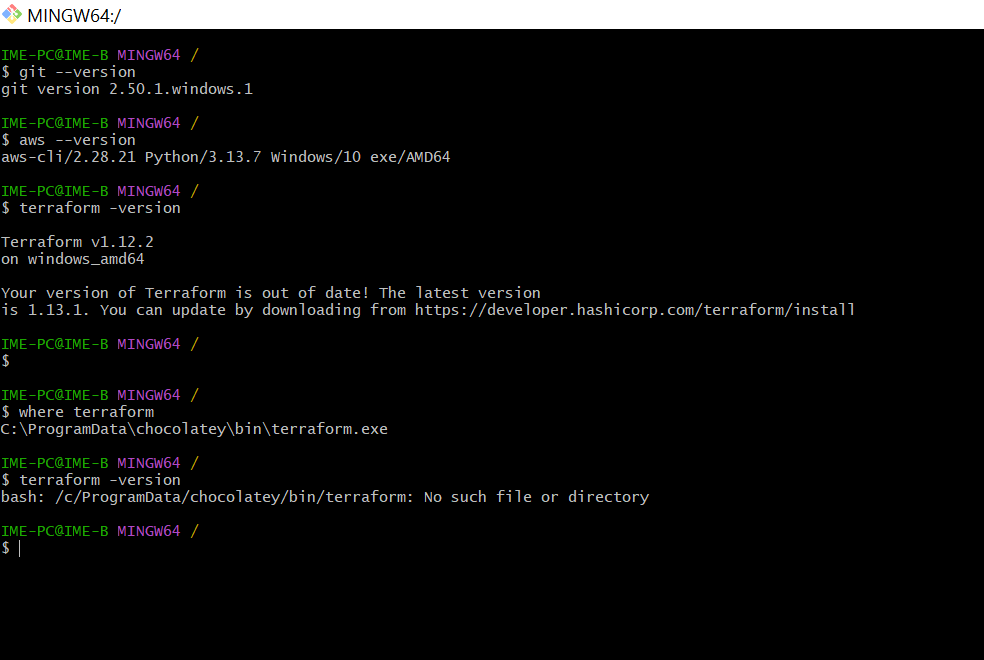 MINGW64:/
IME-PC@IME-B MINGW64 /
$ git --version
git version 2.50.1.windows.1
IME-PC@IME-B MINGW64 /
$ aws --version
aws-cli/2.28.21 Python/3.13.7 Windows/10 exe/AMD64
IME-PC@IME-B MINGW64 /
$ terraform -version
Terraform v1.12.2
on windows_amd64
Your version of Terraform is out of date! The latest version
is 1.13.1. You can update by downloading from https://developer.hashicorp.com/terraform/install
IME-PC@IME-B MINGW64 /
$
IME-PC@IME-B MINGW64 /
$ where terraform
C:\ProgramData\chocolatey\bin\terraform.exe
IME-PC@IME-B MINGW64 /
$ terraform -version
bash: /c/ProgramData/chocolatey/bin/terraform: No such file or directory
IME-PC@IME-B MINGW64 /
$